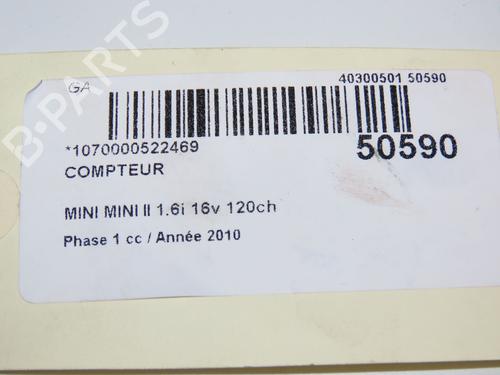 B-PARTS
GA
40300501 50590
*1070000522469
50590
COMPTEUR
MINI MINI II 1.6i 16v 120ch
Phase 1 cc / Année 2010